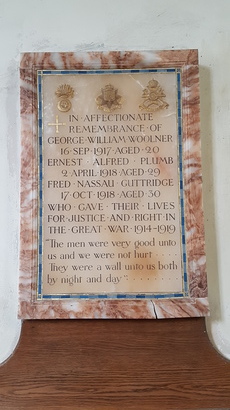 IN · AFFECTIONATE
REMEMBRANCE · OF
GEORGE · WILLIAM · WOOLNER
16 · SEP · 1917 · AGED · 20
ERNEST · ALFRED · PLUMB
2 APRIL · 1918 · AGED · 29
FRED · NASSAU · GUTTRIDGE
17 OCT · 1918 · AGED · 30
WHO · GAVE · THEIR · LIVES
FOR · JUSTICE · AND · RIGHT · IN
THE · GREAT · WAR · 1914–1919
"The men were very good unto
us and we were not hurt · · · ·
They were a wall unto us both
by night and day" · · · · · · ·